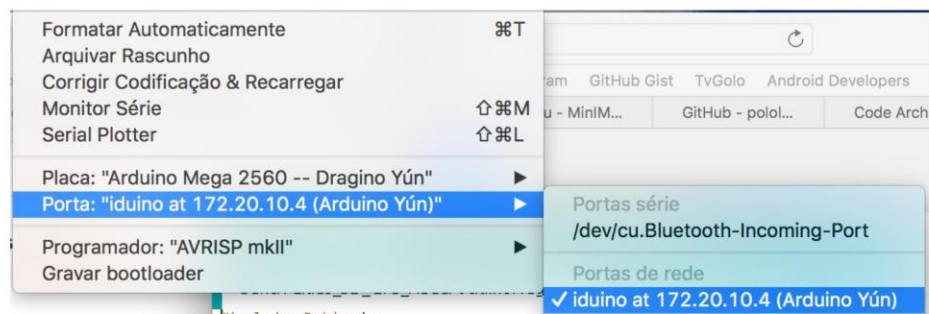 Formatar Automaticamente ⌘T
Arquivar Rascunho
Corrigir Codificação & Recarregar
Monitor Série ⇧⌘M
Serial Plotter ⇧⌘L
Placa: "Arduino Mega 2560 -- Dragino Yún"
Porta: "iduino at 172.20.10.4 (Arduino Yún)"
Programador: "AVRISP mkII"
Gravar bootloader
GitHub Gist TvGolo Android Developers
u - MinIM... GitHub - polol... Code Arch
Portas série
/dev/cu.Bluetooth-Incoming-Port
Portas de rede
✓ iduino at 172.20.10.4 (Arduino Yún)